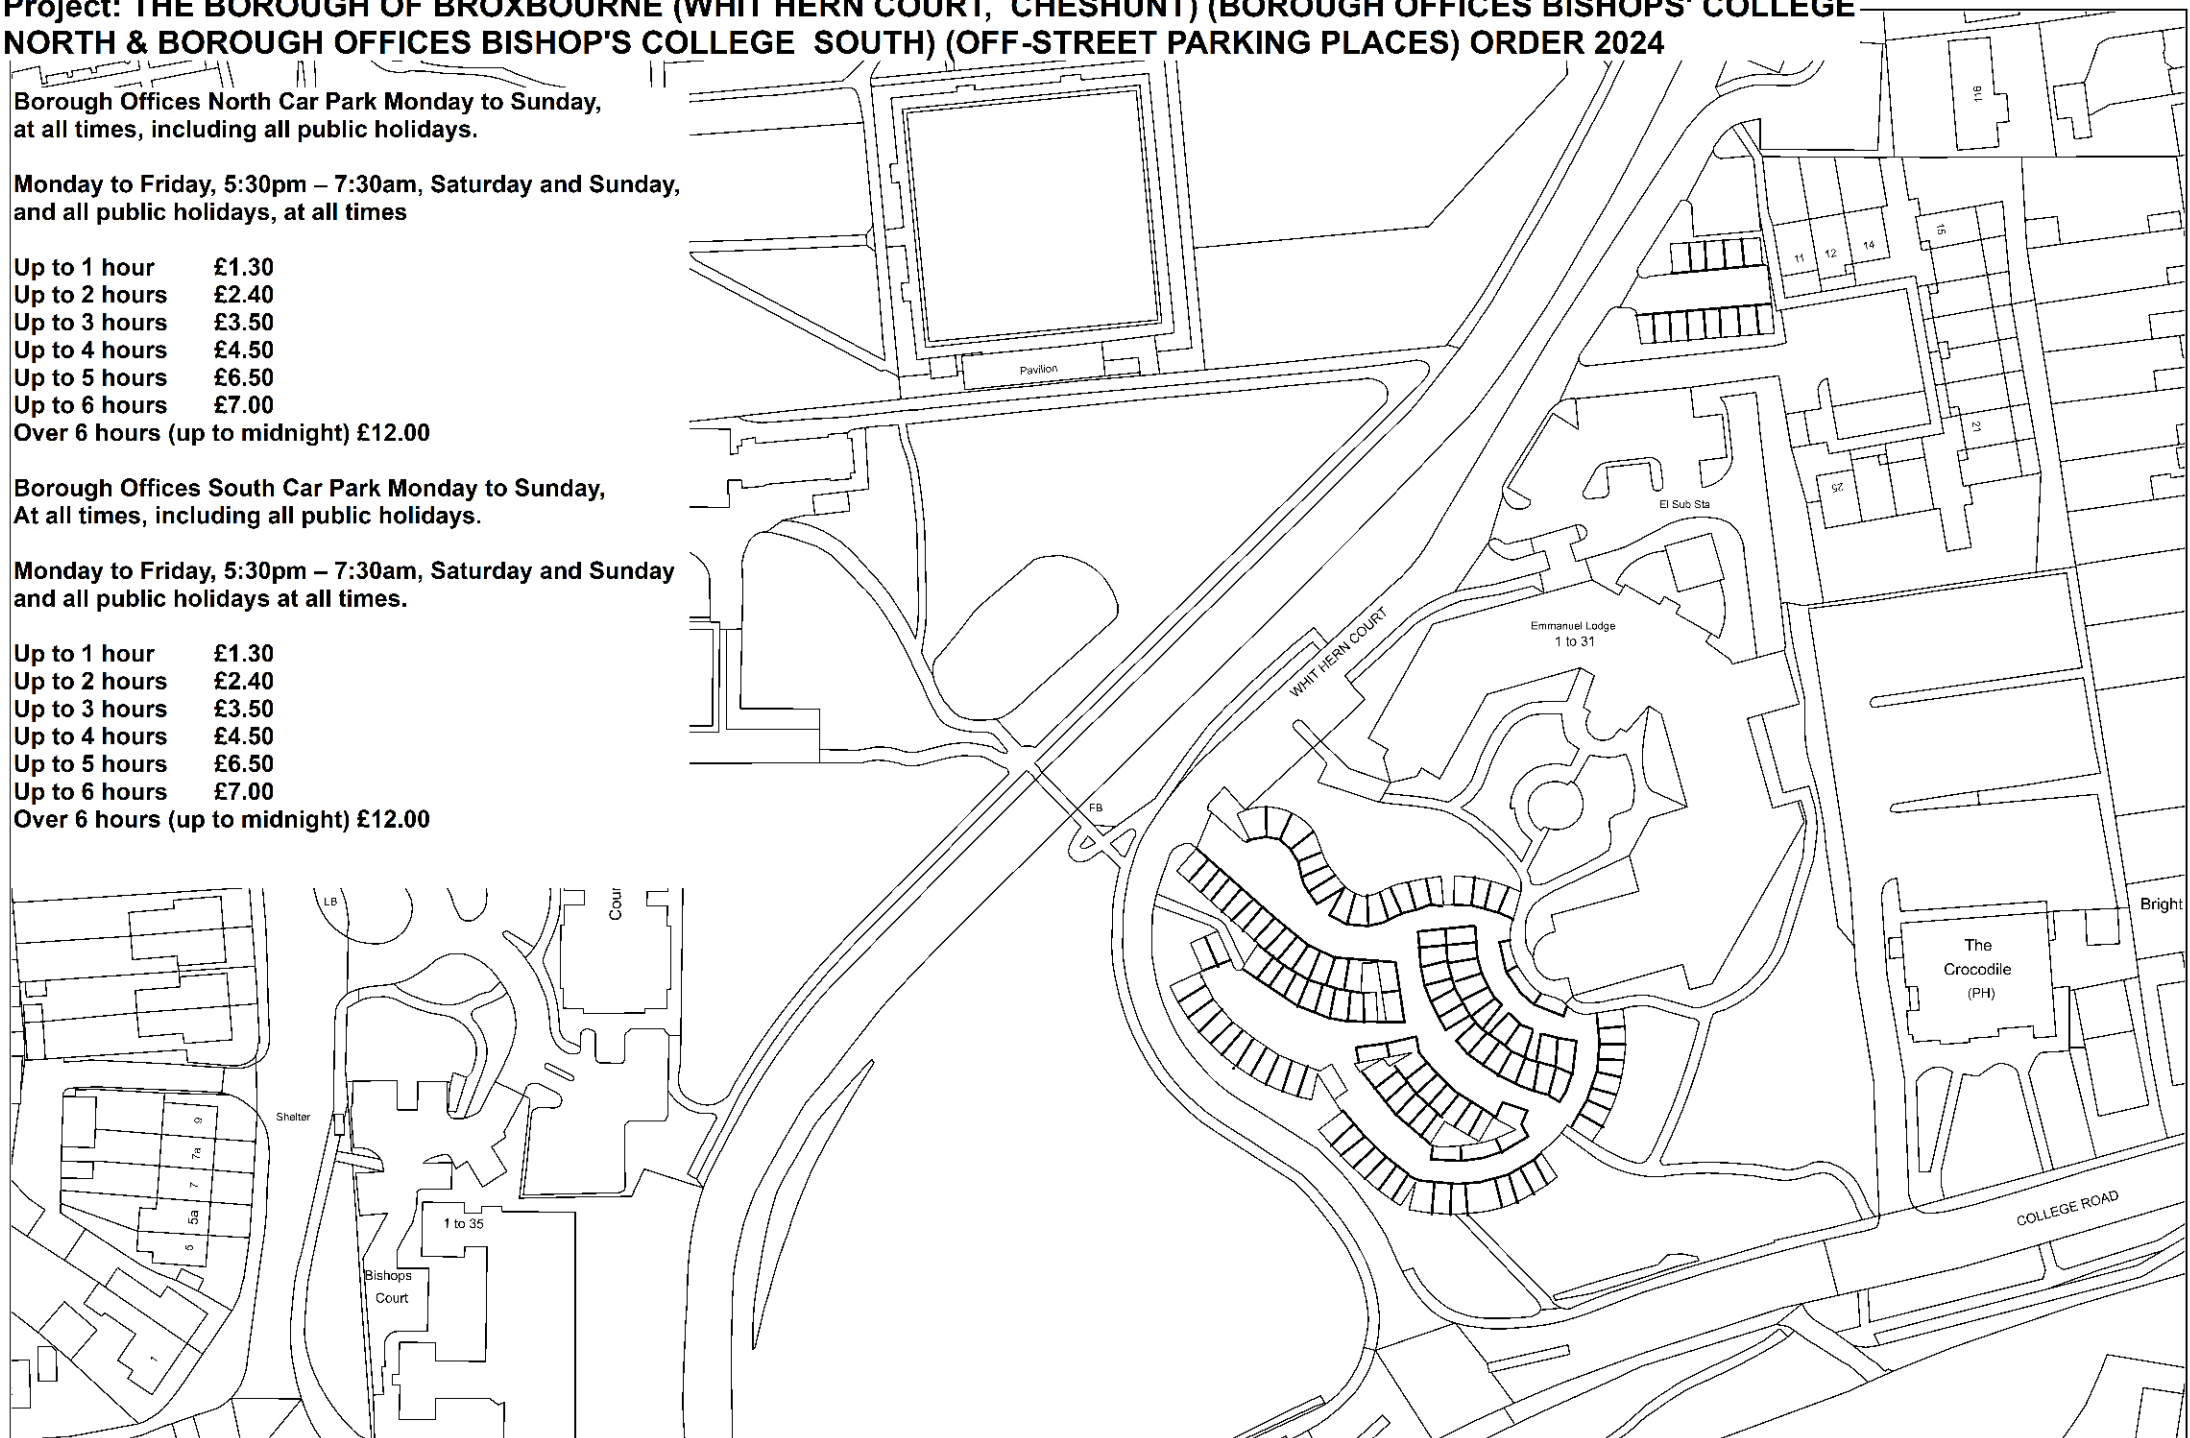 Project: THE BOROUGH OF BROXBOURNE (WHIT HERN COURT, CHESHUNT) (BOROUGH OFFICES BISHOPS' COLLEGE
NORTH & BOROUGH OFFICES BISHOP'S COLLEGE SOUTH) (OFF-STREET PARKING PLACES) ORDER 2024
Borough Offices North Car Park Monday to Sunday,
at all times, including all public holidays.
Monday to Friday, 5:30pm – 7:30am, Saturday and Sunday,
and all public holidays, at all times
Up to 1 hour £1.30
Up to 2 hours £2.40
Up to 3 hours £3.50
Up to 4 hours £4.50
Up to 5 hours £6.50
Up to 6 hours £7.00
Over 6 hours (up to midnight) £12.00
Borough Offices South Car Park Monday to Sunday,
At all times, including all public holidays.
Monday to Friday, 5:30pm – 7:30am, Saturday and Sunday
and all public holidays at all times.
Up to 1 hour £1.30
Up to 2 hours £2.40
Up to 3 hours £3.50
Up to 4 hours £4.50
Up to 5 hours £6.50
Up to 6 hours £7.00
Over 6 hours (up to midnight) £12.00
116
11
12
14
15
21
25
Pavilion
El Sub Sta
Emmanuel Lodge
1 to 31
WHIT HERN COURT
FB
LB
Cour
Bright
The
Crocodile
(PH)
Shelter
9
7a
7
5a
1 to 35
Bishops
Court
1
COLLEGE ROAD